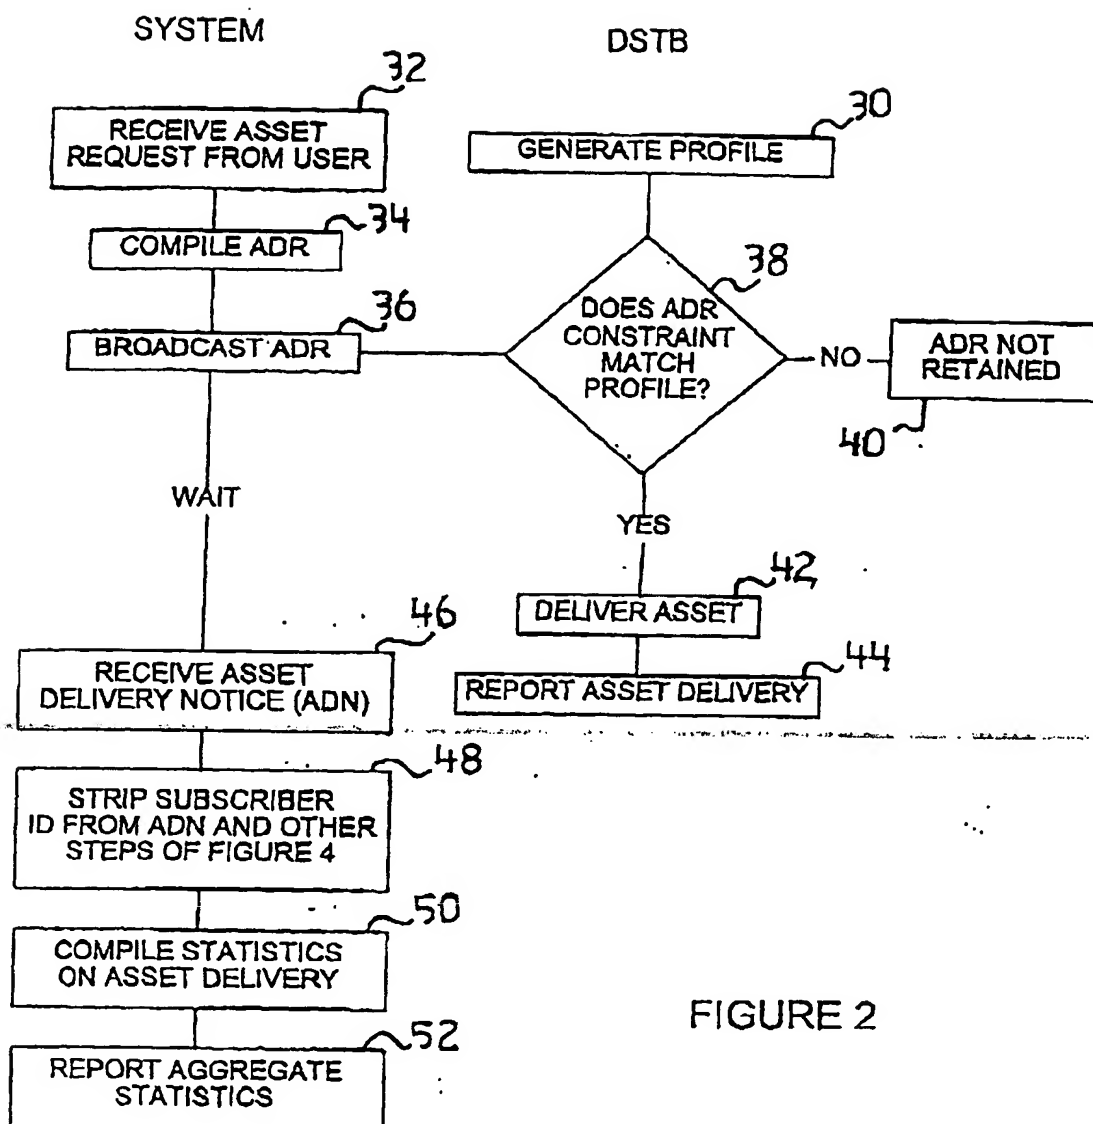 SYSTEM
DSTB
32
RECEIVE ASSET
REQUEST FROM USER
30
GENERATE PROFILE
34
COMPILE ADR
36
BROADCAST ADR
38
DOES ADR
CONSTRAINT
MATCH
PROFILE?
NO
ADR NOT
RETAINED
40
WAIT
YES
42
DELIVER ASSET
44
REPORT ASSET DELIVERY
46
RECEIVE ASSET
DELIVERY NOTICE (ADN)
48
STRIP SUBSCRIBER
ID FROM ADN AND OTHER
STEPS OF FIGURE 4
50
COMPILE STATISTICS
ON ASSET DELIVERY
52
REPORT AGGREGATE
STATISTICS
FIGURE 2